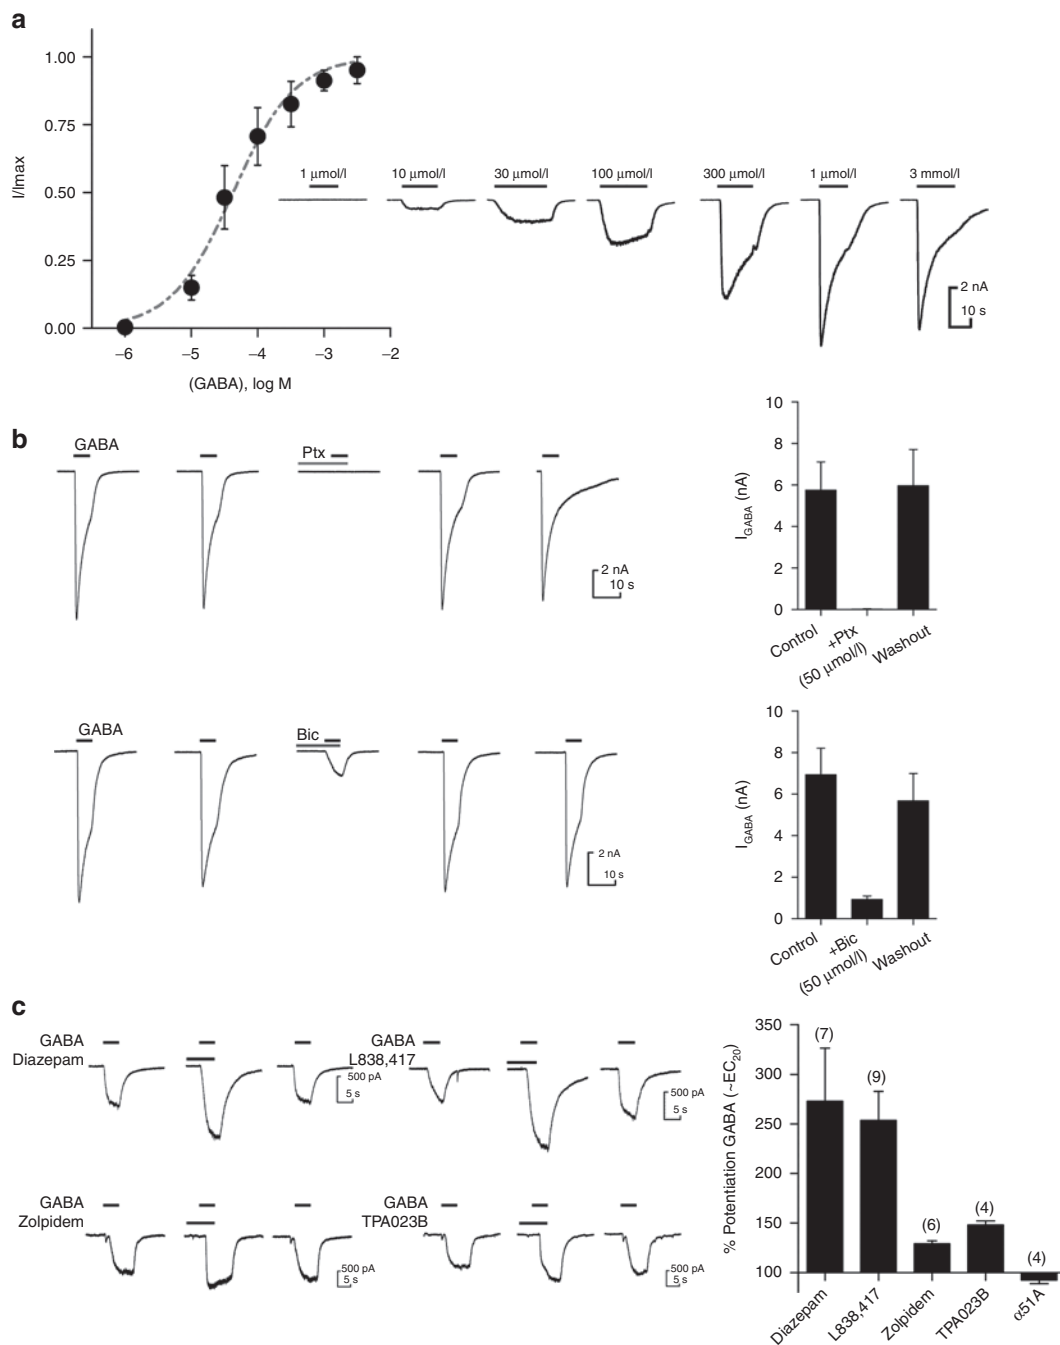 a
1.00
0.75
0.50
0.25
0.00
I/Imax
−6 −5 −4 −3 −2
(GABA), log M
1 μmol/l 10 μmol/l 30 μmol/l 100 μmol/l 300 μmol/l 1 μmol/l 3 mmol/l
2 nA
10 s
b
GABA
Ptx
2 nA
10 s
10
8
6
4
2
0
I_GABA (nA)
Control
+Ptx
(50 μmol/l)
Washout
GABA
Bic
2 nA
10 s
10
8
6
4
2
0
I_GABA (nA)
Control
+Bic
(50 μmol/l)
Washout
c
GABA
Diazepam
500 pA
5 s
GABA
L838,417
500 pA
5 s
GABA
Zolpidem
500 pA
5 s
GABA
TPA023B
500 pA
5 s
350
300
250
200
150
100
% Potentiation GABA (~EC20)
(7)
(9)
(6)
(4)
(4)
Diazepam
L838,417
Zolpidem
TPA023B
α51A